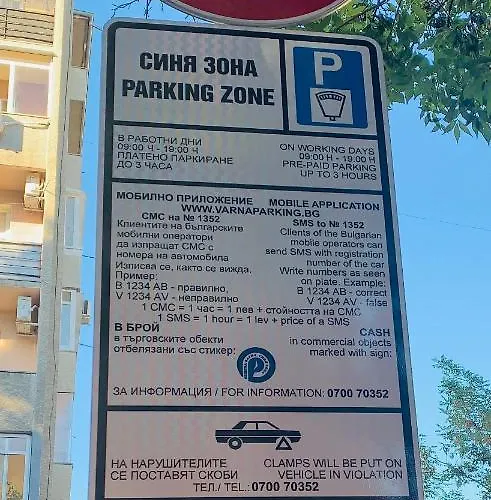 СИНЯ ЗОНА
PARKING ZONE
P
В РАБОТНИ ДНИ
09:00 Ч - 19:00 Ч
ПЛАТЕНО ПАРКИРАНЕ
ДО 3 ЧАСА
ON WORKING DAYS
09:00 Ч - 19:00 Ч
PRE-PAID PARKING
UP TO 3 HOURS
МОБИЛНО ПРИЛОЖЕНИЕ MOBILE APPLICATION
WWW.VARNAPARKING.BG
СМС на № 1352
Клиентите на българските
мобилни оператори
да изпращат СМС с
номера на автомобила
Изписва се, както се вижда.
Пример:
В 1234 АВ - правилно,
V 1234 AV - неправилно
SMS to № 1352
Clients of the Bulgarian
mobile operators can
send SMS with registration
number of the car
Write numbers as seen
on plate. Example:
B 1234 AB - correct
V 1234 AV - false
1 СМС = 1 час = 1 лев + стойността на СМС
1 SMS = 1 hour = 1 lev + price of a SMS
В БРОЙ
в търговските обекти
отбелязани със стикер:
CASH
in commercial objects
marked with sign:
ЗА ИНФОРМАЦИЯ / FOR INFORMATION: 0700 70352
НА НАРУШИТЕЛИТЕ
СЕ ПОСТАВЯТ СКОБИ
CLAMPS WILL BE PUT ON
VEHICLE IN VIOLATION
ТЕЛ./ TEL.: 0700 70352